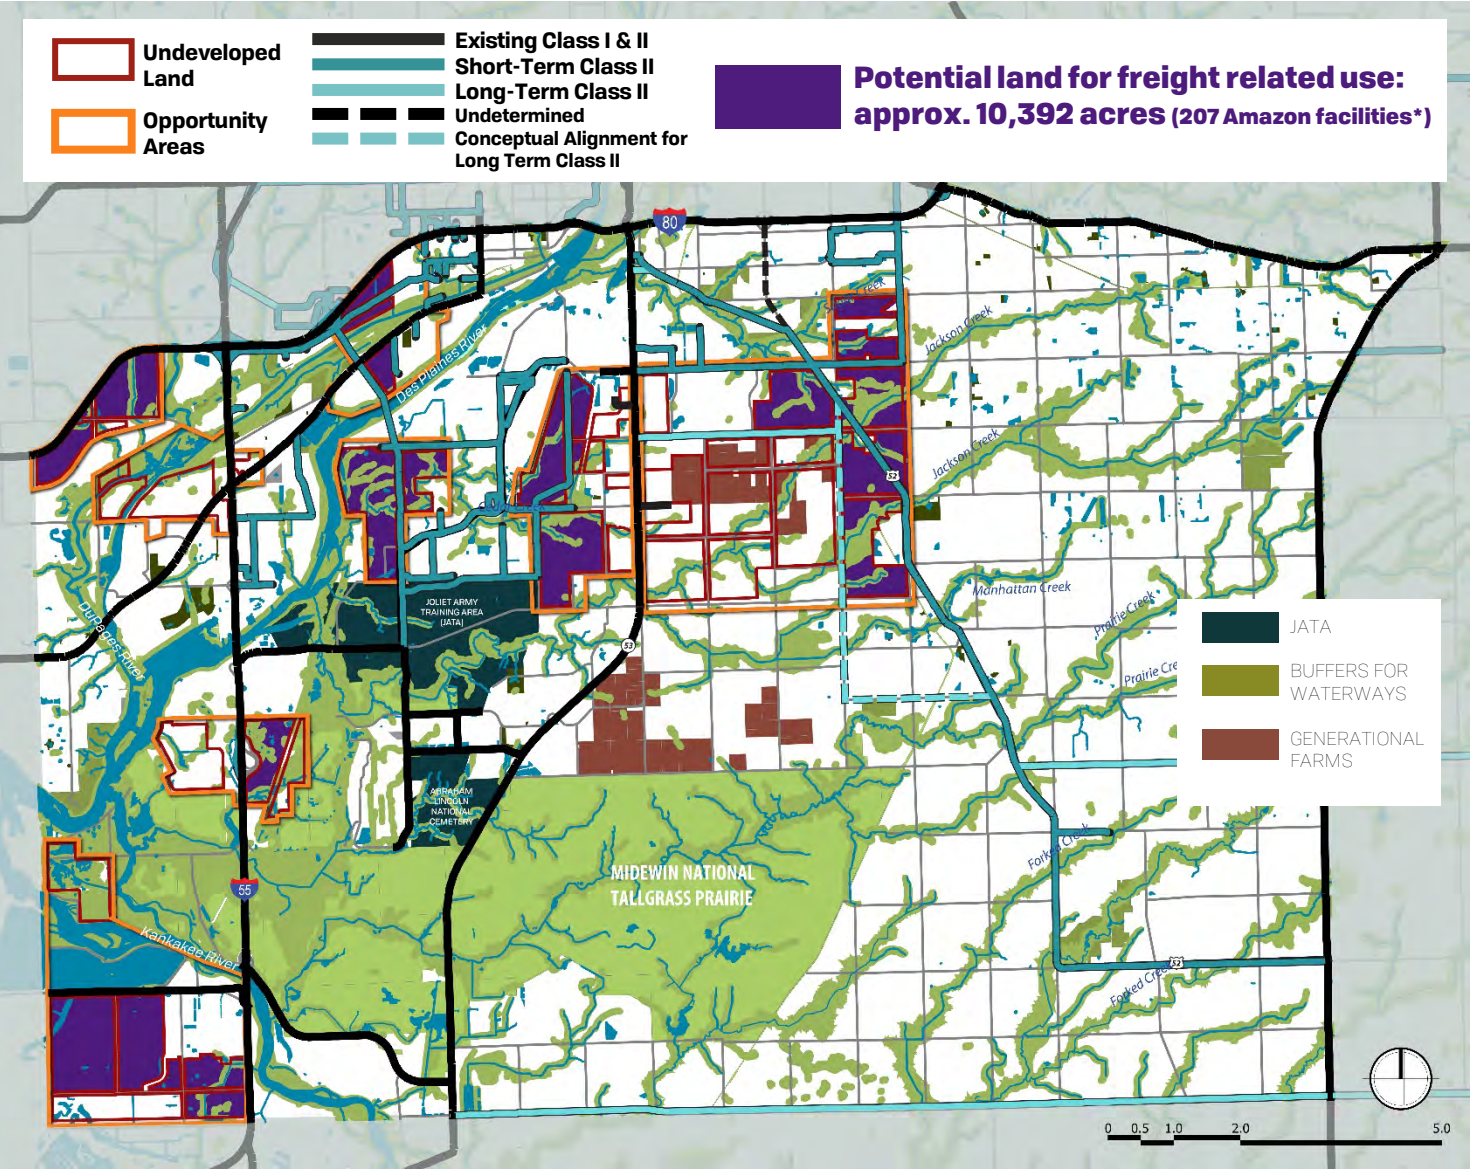 Undeveloped
Land
Opportunity
Areas
Existing Class I & II
Short-Term Class II
Long-Term Class II
Undetermined
Conceptual Alignment for
Long Term Class II
Potential land for freight related use:
approx. 10,392 acres (207 Amazon facilities*)
80
Creek
Jackson Creek
Des Plaines River
Jackson Creek
52
JOLIET ARMY
TRAINING AREA
(JATA)
Manhattan Creek
Prairie Creek
DuPages River
53
Prairie Cre
JATA
BUFFERS FOR
WATERWAYS
GENERATIONAL
FARMS
ABRAHAM
LINCOLN
NATIONAL
CEMETERY
Forked Creek
MIDEWIN NATIONAL
TALLGRASS PRAIRIE
55
Kankakee River
52
Forked Creek
0 0.5 1.0 2.0 5.0